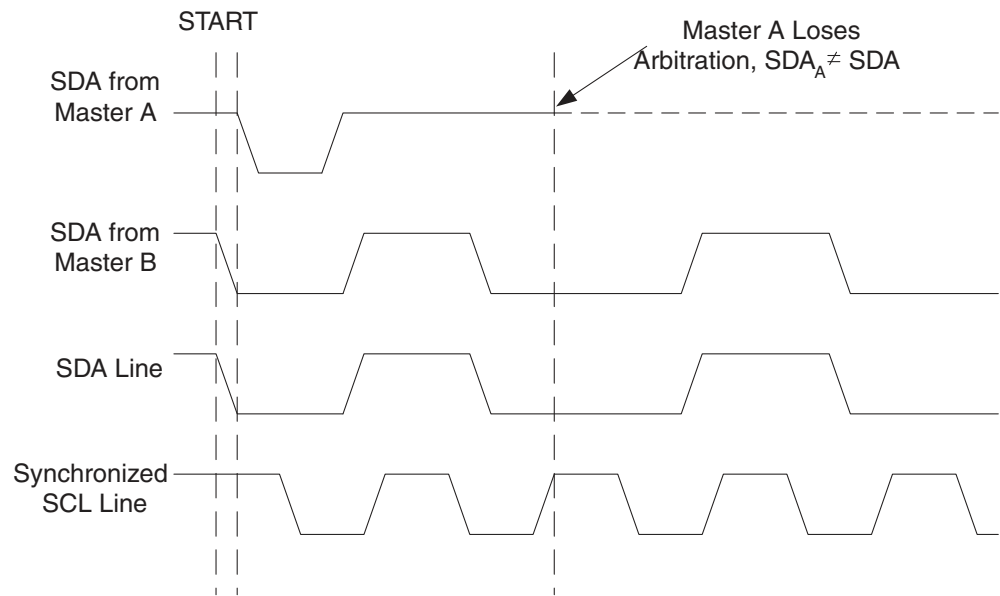 START
Master A Loses
Arbitration, SDA_A ≠ SDA
SDA from
Master A
SDA from
Master B
SDA Line
Synchronized
SCL Line